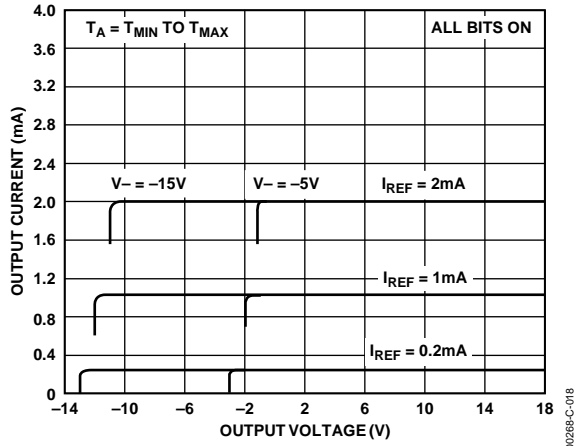 4.0
T_A = T_MIN TO T_MAX
ALL BITS ON
3.6
3.2
2.8
2.4
V– = –15V
V– = –5V
I_REF = 2mA
2.0
1.6
1.2
I_REF = 1mA
0.8
0.4
I_REF = 0.2mA
0
–14
–10
–6
–2
2
6
10
14
18
OUTPUT CURRENT (mA)
OUTPUT VOLTAGE (V)
00268-C-018